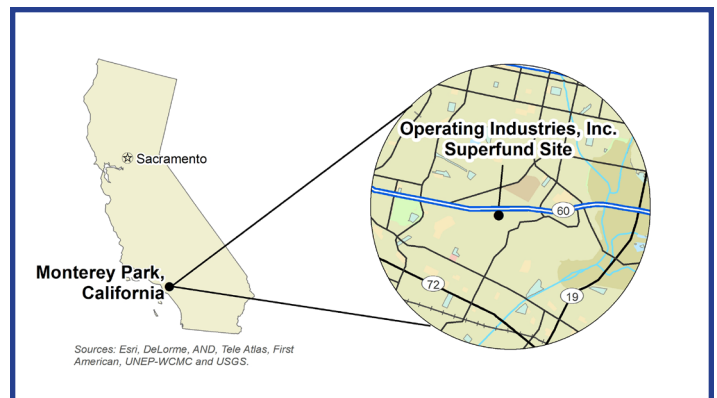 Sacramento
Monterey Park,
California
Operating Industries, Inc.
Superfund Site
60
72
19
Sources: Esri, DeLorme, AND, Tele Atlas, First
American, UNEP-WCMC and USGS.